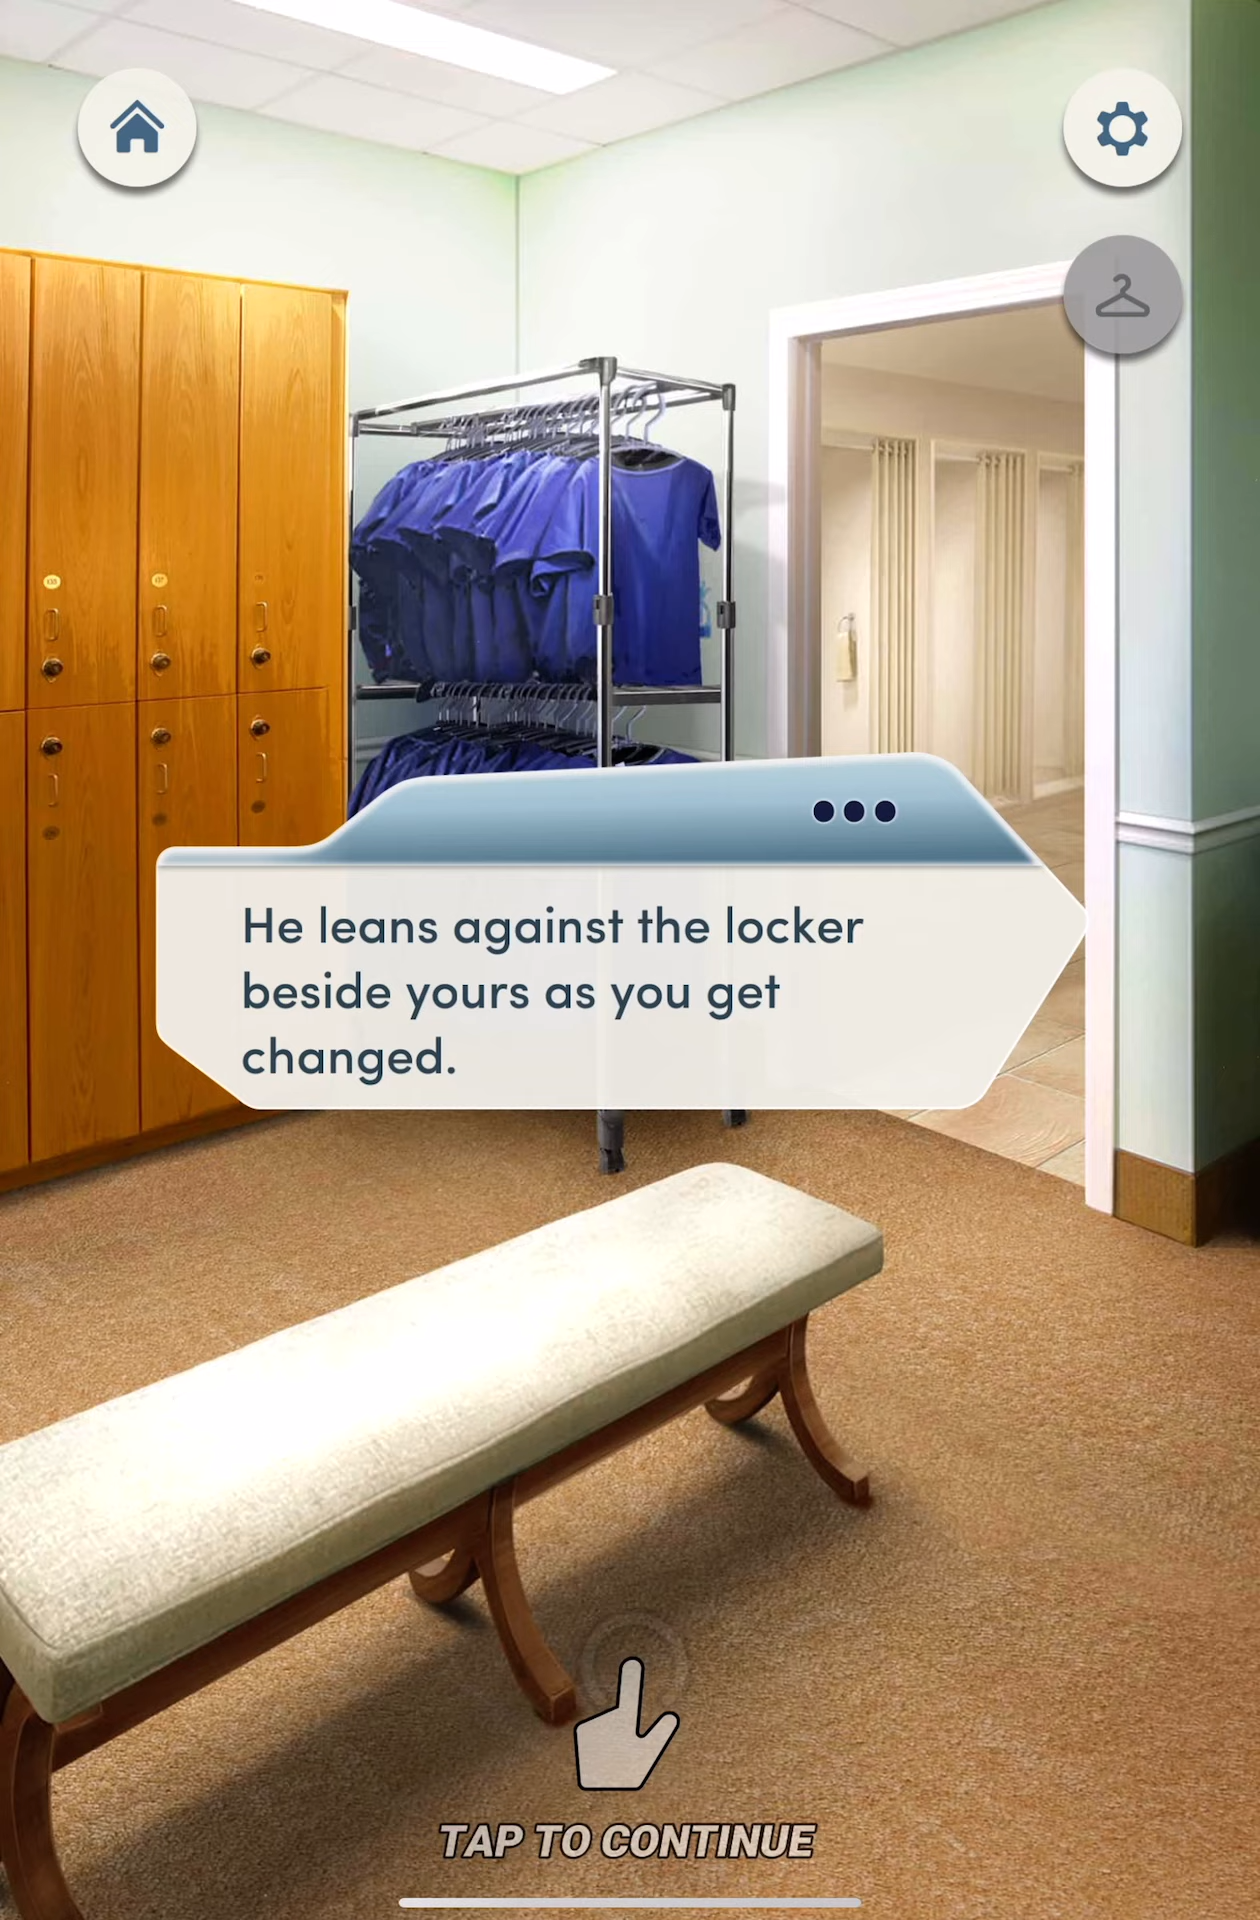 He leans against the locker
beside yours as you get
changed.
TAP TO CONTINUE